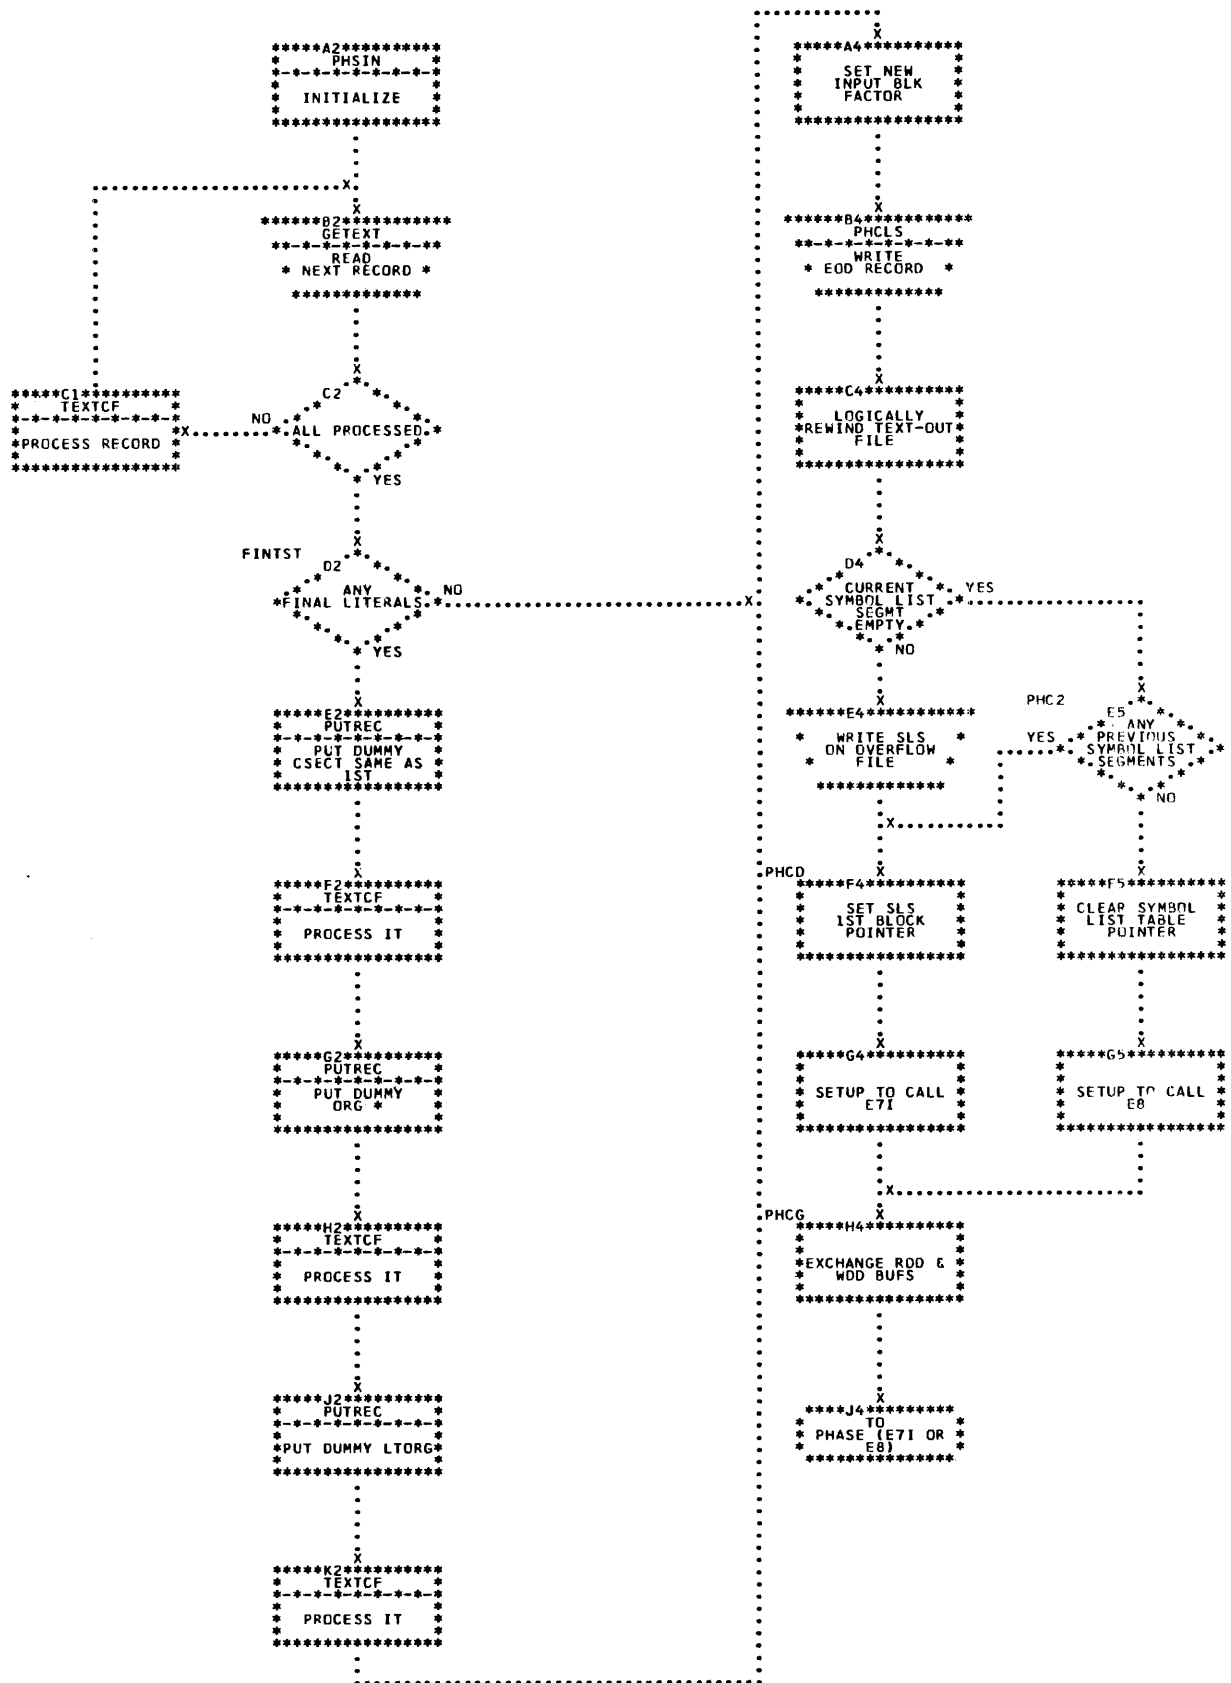 A2
PHSIN
INITIALIZE
B2
GETEXT
READ
NEXT RECORD *
C1
TEXTCF
PROCESS RECORD
NO
C2
ALL PROCESSED
YES
FINTST
D2
ANY
FINAL LITERALS
NO
YES
E2
PUTREC
PUT DUMMY
CSECT SAME AS
1ST
F2
TEXTCF
PROCESS IT
G2
PUTREC
PUT DUMMY
ORG *
H2
TEXTCF
PROCESS IT
J2
PUTREC
PUT DUMMY LTORG
K2
TEXTCF
PROCESS IT
A4
SET NEW
INPUT BLK
FACTOR
B4
PHCLS
WRITE
EOD RECORD
C4
LOGICALLY
REWIND TEXT-OUT
FILE
D4
CURRENT
SYMBOL LIST
SEGMT
EMPTY
YES
NO
E4
WRITE SLS
ON OVERFLOW
FILE
PHC2
E5
ANY
PREVIOUS
SYMBOL LIST
SEGMENTS
YES
NO
PHCD
F4
SET SLS
1ST BLOCK
POINTER
F5
CLEAR SYMBOL
LIST TABLE
POINTER
G4
SETUP TO CALL
E7I
G5
SETUP TO CALL
E8
PHCG
H4
EXCHANGE RDD &
WDD BUFS
J4
TO
PHASE (E7I OR
E8)